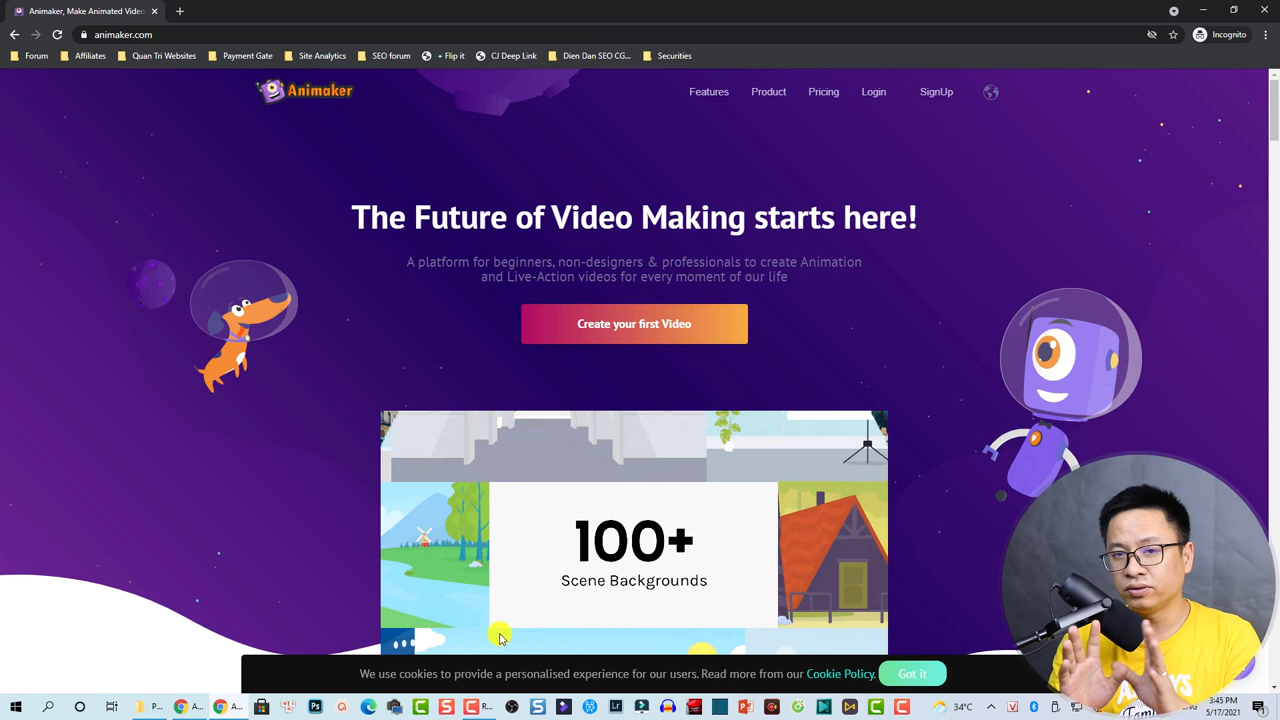 Animaker, Make Animated Video
animaker.com
Incognito
Forum
Affiliates
Quan Tri Websites
Payment Gate
Site Analytics
SEO forum
+ Flip it
CJ Deep Link
Dien Dan SEO CG...
Securities
Animaker
Features
Product
Pricing
Login
SignUp
The Future of Video Making starts here!
A platform for beginners, non-designers & professionals to create Animation
and Live-Action videos for every moment of our life
Create your first Video
100+
Scene Backgrounds
We use cookies to provide a personalised experience for our users. Read more from our Cookie Policy.
Got it
P...
A...
A...
R...
34°C
3:45 PM
5/17/2021